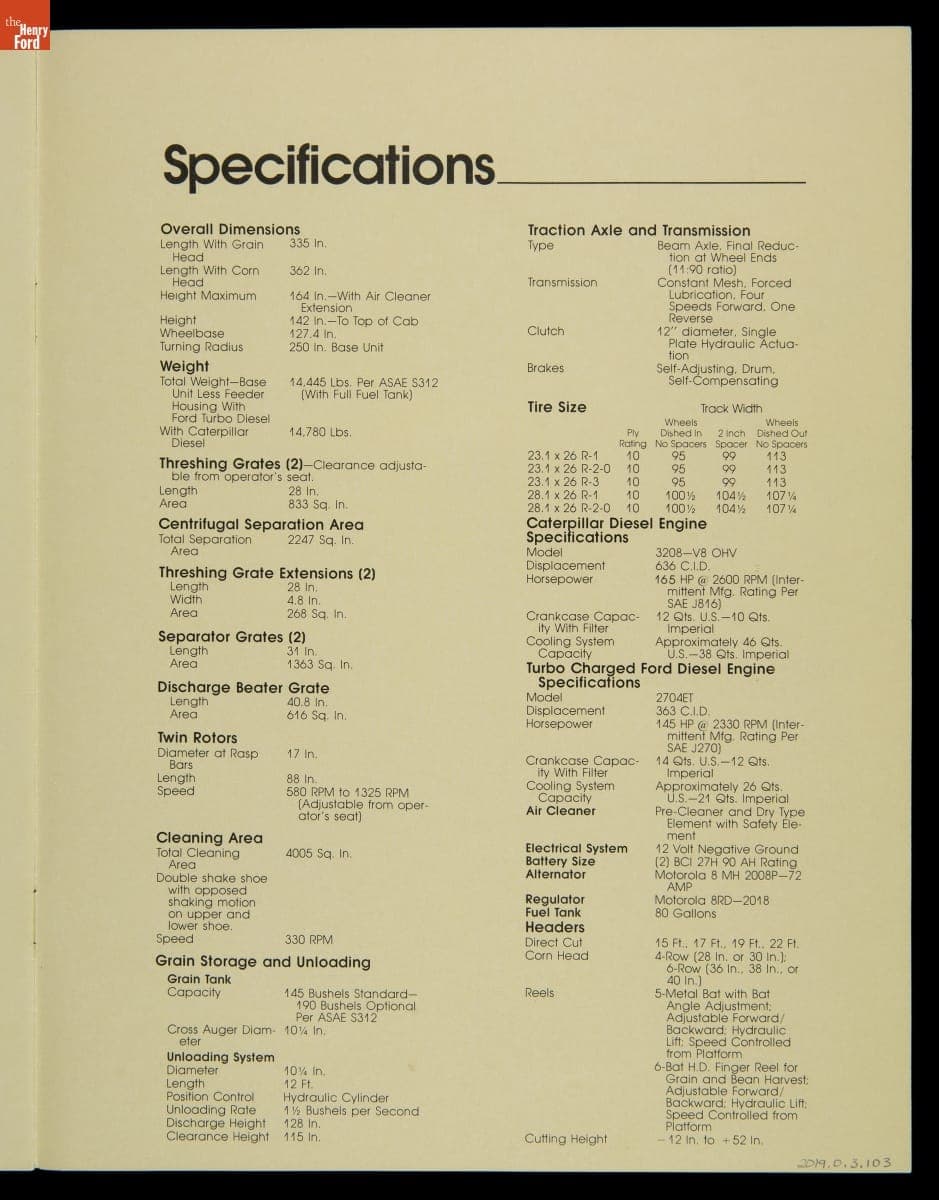 the
Henry
Ford
Specifications
Overall Dimensions
Length With Grain 335 In.
Head
Length With Corn 362 In.
Head
Height Maximum 164 In.—With Air Cleaner
Extension
Height 142 In.—To Top of Cab
Wheelbase 127.4 In.
Turning Radius 250 In. Base Unit
Weight
Total Weight—Base 14,445 Lbs. Per ASAE S312
Unit Less Feeder (With Full Fuel Tank)
Housing With
Ford Turbo Diesel
With Caterpillar 14,780 Lbs.
Diesel
Threshing Grates (2)—Clearance adjusta-
ble from operator's seat.
Length 28 In.
Area 833 Sq. In.
Centrifugal Separation Area
Total Separation 2247 Sq. In.
Area
Threshing Grate Extensions (2)
Length 28 In.
Width 4.8 In.
Area 268 Sq. In.
Separator Grates (2)
Length 31 In.
Area 1363 Sq. In.
Discharge Beater Grate
Length 40.8 In.
Area 616 Sq. In.
Twin Rotors
Diameter at Rasp 17 In.
Bars
Length 88 In.
Speed 580 RPM to 1325 RPM
(Adjustable from oper-
ator's seat)
Cleaning Area
Total Cleaning 4005 Sq. In.
Area
Double shake shoe
with opposed
shaking motion
on upper and
lower shoe.
Speed 330 RPM
Grain Storage and Unloading
Grain Tank
Capacity 145 Bushels Standard—
190 Bushels Optional
Per ASAE S312
Cross Auger Diam- 10¼ In.
eter
Unloading System
Diameter 10¼ In.
Length 12 Ft.
Position Control Hydraulic Cylinder
Unloading Rate 1½ Bushels per Second
Discharge Height 128 In.
Clearance Height 115 In.
Traction Axle and Transmission
Type Beam Axle, Final Reduc-
tion at Wheel Ends
(11:90 ratio)
Transmission Constant Mesh, Forced
Lubrication, Four
Speeds Forward, One
Reverse
Clutch 12" diameter, Single
Plate Hydraulic Actua-
tion
Brakes Self-Adjusting, Drum,
Self-Compensating
Tire Size Track Width
Wheels Wheels
Ply Dished In 2 Inch Dished Out
Rating No Spacers Spacer No Spacers
23.1 x 26 R-1 10 95 99 113
23.1 x 26 R-2-0 10 95 99 113
23.1 x 26 R-3 10 95 99 113
28.1 x 26 R-1 10 100½ 104½ 107¼
28.1 x 26 R-2-0 10 100½ 104½ 107¼
Caterpillar Diesel Engine
Specifications
Model 3208—V8 OHV
Displacement 636 C.I.D.
Horsepower 165 HP @ 2600 RPM (Inter-
mittent Mfg. Rating Per
SAE J816)
Crankcase Capac- 12 Qts. U.S.—10 Qts.
ity With Filter Imperial
Cooling System Approximately 46 Qts.
Capacity U.S.—38 Qts. Imperial
Turbo Charged Ford Diesel Engine
Specifications
Model 2704ET
Displacement 363 C.I.D.
Horsepower 145 HP @ 2330 RPM (Inter-
mittent Mfg. Rating Per
SAE J270)
Crankcase Capac- 14 Qts. U.S.—12 Qts.
ity With Filter Imperial
Cooling System Approximately 26 Qts.
Capacity U.S.—21 Qts. Imperial
Air Cleaner Pre-Cleaner and Dry Type
Element with Safety Ele-
ment
Electrical System 12 Volt Negative Ground
Battery Size (2) BCI 27H 90 AH Rating
Alternator Motorola 8 MH 2008P—72
AMP
Regulator Motorola 8RD—2018
Fuel Tank 80 Gallons
Headers
Direct Cut 15 Ft., 17 Ft., 19 Ft., 22 Ft.
Corn Head 4-Row (28 In. or 30 In.);
6-Row (36 In., 38 In., or
40 In.)
Reels 5-Metal Bat with Bat
Angle Adjustment;
Adjustable Forward/
Backward; Hydraulic
Lift; Speed Controlled
from Platform
6-Bat H.D. Finger Reel for
Grain and Bean Harvest;
Adjustable Forward/
Backward; Hydraulic Lift;
Speed Controlled from
Platform
Cutting Height −12 In. to +52 In.
2019.0.3.103